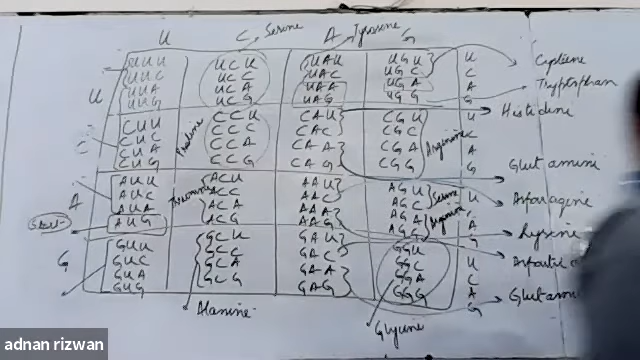 U C Serine A Tyrosine G
UUU UCU UAU UGU U Cysteine
UUC UCC UAC UGC C
U UUA UCA UAA UGA A Tryptophan
UUG UCG UAG UGG G
Histidine
CUU Proline CCU CAU CGU Arginine U
C CUC CCC CAC CGC C
CUA CCA CAA CGA A
CUG CCG CAG CGG G Glutamine
AUU Threonine ACU AAU AGU Serine U Asparagine
A AUC ACC AAC AGC
AUA ACA AAA AGA Arginine A
Start AUG ACG AAG AGG G Lysine
GUU GCU GAU GGU U
G GUC GCC GAC GGC C
GUA GCA GAA GGA A
GUG GCG GAG GGG G
Alanine
Glycine
adnan rizwan